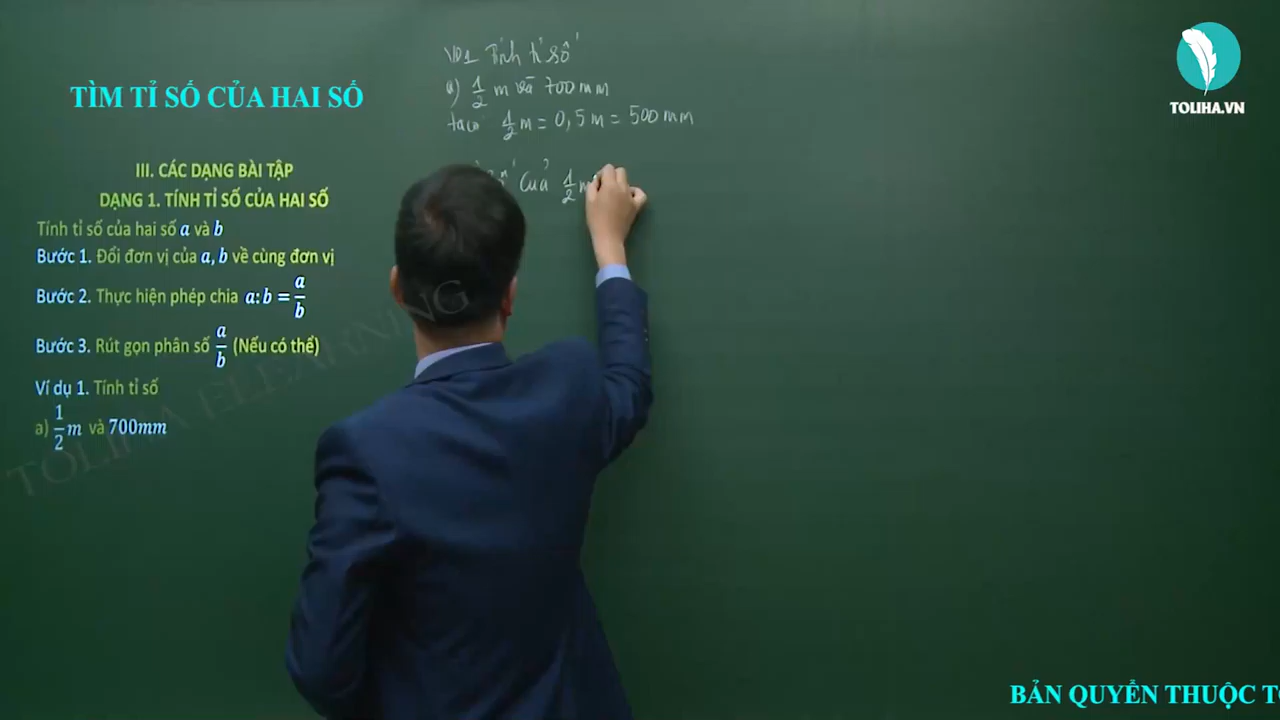 TÌM TỈ SỐ CỦA HAI SỐ
III. CÁC DẠNG BÀI TẬP
DẠNG 1. TÍNH TỈ SỐ CỦA HAI SỐ
Tính tỉ số của hai số a và b
Bước 1. Đổi đơn vị của a, b về cùng đơn vị
Bước 2. Thực hiện phép chia a:b = a/b
Bước 3. Rút gọn phân số a/b (Nếu có thể)
Ví dụ 1. Tính tỉ số
a) 1/2 m và 700mm
VD1 Tính tỉ số
a) 1/2 m và 700mm
ta có 1/2 m = 0,5 m = 500 mm
của 1/2 m
TOLIHA.VN
TOLIHA ELEARNING
BẢN QUYỀN THUỘC